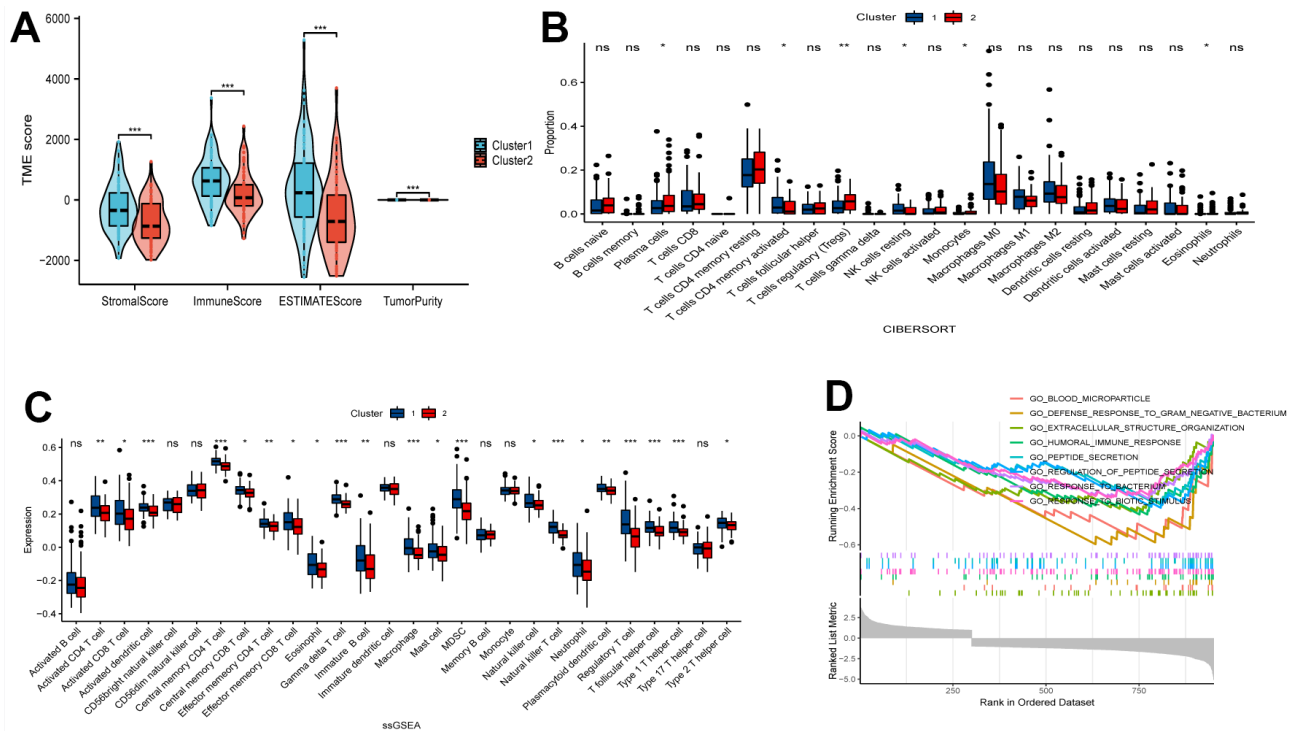 A
6000
4000
2000
0
−2000
TME score
***
***
***
***
StromalScore
ImmuneScore
ESTIMATEScore
TumorPurity
Cluster1
Cluster2
B
Cluster 1 2
ns ns * ns ns ns * ns ** ns * ns * ns ns ns ns ns ns ns * ns
0.6
0.4
0.2
0.0
Proportion
B cells naive
B cells memory
Plasma cells
T cells CD8
T cells CD4 naive
T cells CD4 memory resting
T cells CD4 memory activated
T cells follicular helper
T cells regulatory (Tregs)
T cells gamma delta
NK cells resting
NK cells activated
Monocytes
Macrophages M0
Macrophages M1
Macrophages M2
Dendritic cells resting
Dendritic cells activated
Mast cells resting
Mast cells activated
Eosinophils
Neutrophils
CIBERSORT
C
Cluster 1 2
ns ** * *** ns ns *** * ** * * *** ** ns *** * *** ns ns * *** * ** *** *** *** ns *
0.6
0.4
0.2
0.0
−0.2
−0.4
Expression
Activated B cell
Activated CD4 T cell
Activated CD8 T cell
Activated dendritic cell
CD56bright natural killer cell
CD56dim natural killer cell
Central memory CD4 T cell
Central memory CD8 T cell
Effector memory CD4 T cell
Effector memeory CD8 T cell
Eosinophil
Gamma delta T cell
Immature B cell
Immature dendritic cell
Macrophage
Mast cell
MDSC
Memory B cell
Monocyte
Natural killer cell
Natural killer T cell
Neutrophil
Plasmacytoid dendritic cell
Regulatory T cell
T follicular helper cell
Type 1 T helper cell
Type 17 T helper cell
Type 2 T helper cell
ssGSEA
D
GO_BLOOD_MICROPARTICLE
GO_DEFENSE_RESPONSE_TO_GRAM_NEGATIVE_BACTERIUM
GO_EXTRACELLULAR_STRUCTURE_ORGANIZATION
GO_HUMORAL_IMMUNE_RESPONSE
GO_PEPTIDE_SECRETION
GO_REGULATION_OF_PEPTIDE_SECRETION
GO_RESPONSE_TO_BACTERIUM
GO_RESPONSE_TO_BIOTIC_STIMULUS
0.0
−0.2
−0.4
−0.6
Running Enrichment Score
2.5
0.0
−2.5
−5.0
Ranked List Metric
250
500
750
Rank in Ordered Dataset